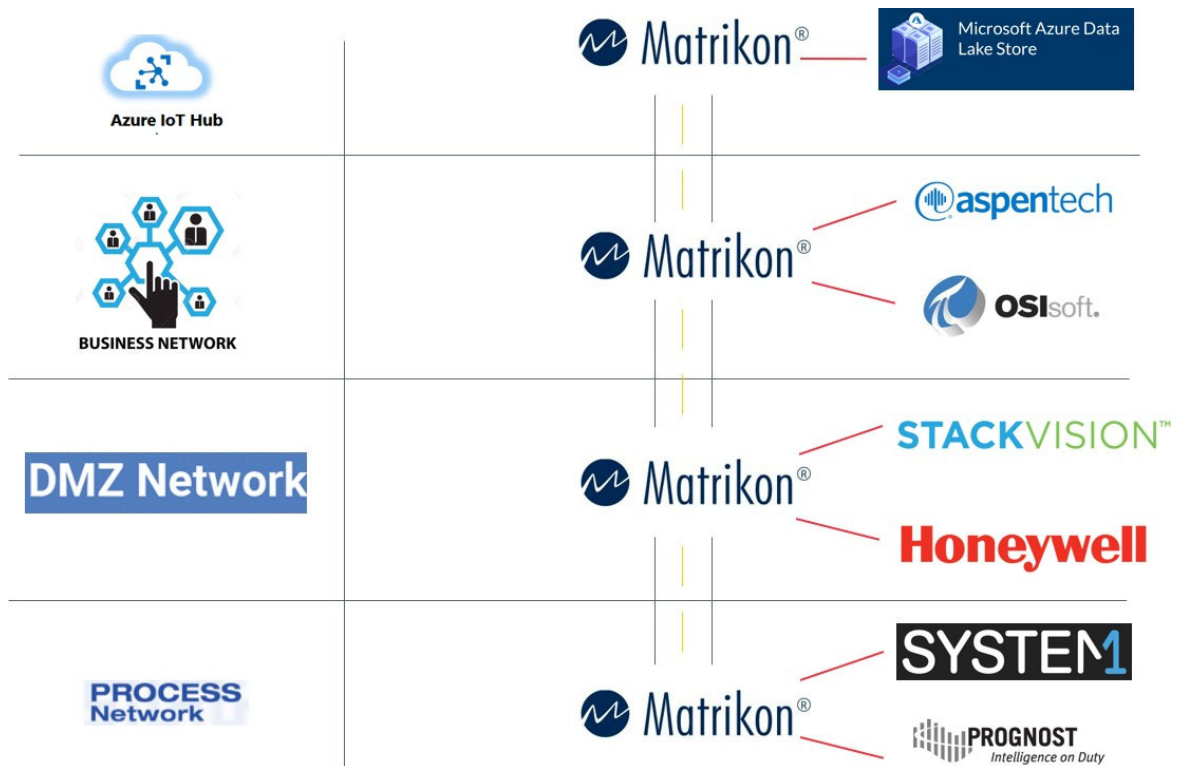 Matrikon®
Microsoft Azure Data
Lake Store
Azure IoT Hub
aspentech
Matrikon®
OSIsoft.
BUSINESS NETWORK
STACKVISION™
DMZ Network
Matrikon®
Honeywell
SYSTEM1
PROCESS
Network
Matrikon®
PROGNOST
Intelligence on Duty